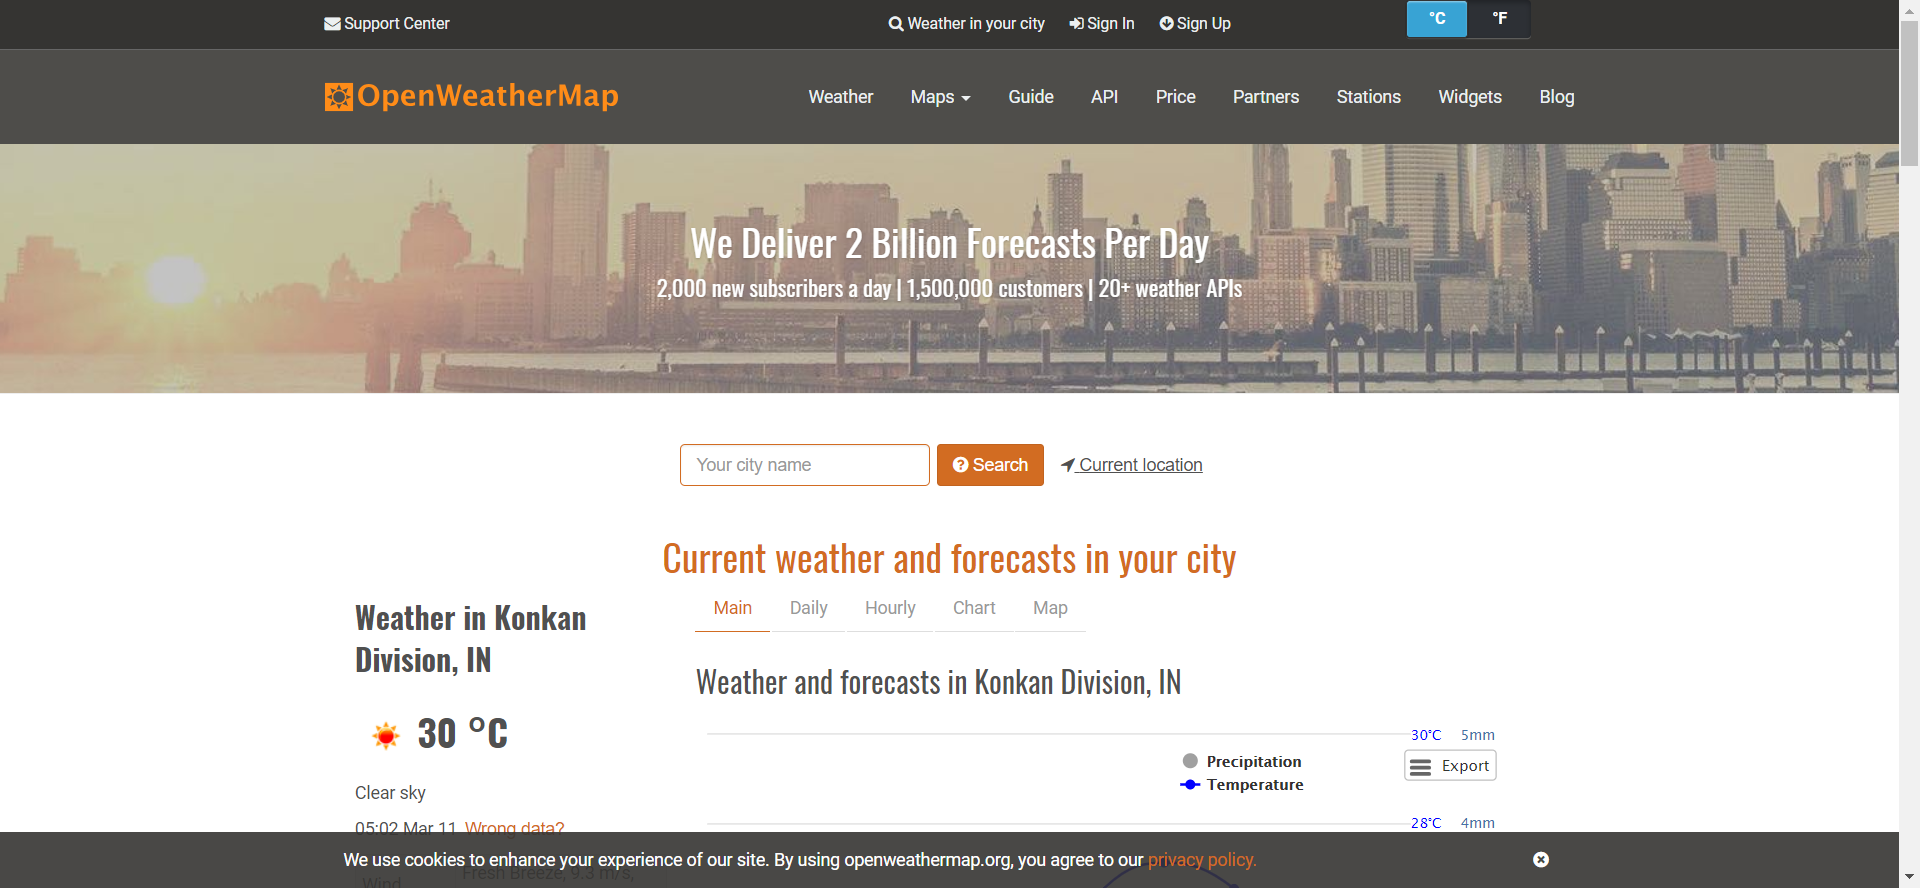 Support Center
Weather in your city
Sign In
Sign Up
°C
°F
OpenWeatherMap
Weather
Maps
Guide
API
Price
Partners
Stations
Widgets
Blog
We Deliver 2 Billion Forecasts Per Day
2,000 new subscribers a day | 1,500,000 customers | 20+ weather APIs
Your city name
Search
Current location
Current weather and forecasts in your city
Weather in Konkan
Division, IN
30 °C
Clear sky
05:02 Mar 11 Wrong data?
Main
Daily
Hourly
Chart
Map
Weather and forecasts in Konkan Division, IN
30°C 5mm
Precipitation
Temperature
Export
28°C 4mm
We use cookies to enhance your experience of our site. By using openweathermap.org, you agree to our privacy policy.
Wind
Fresh Breeze, 9.3 m/s,